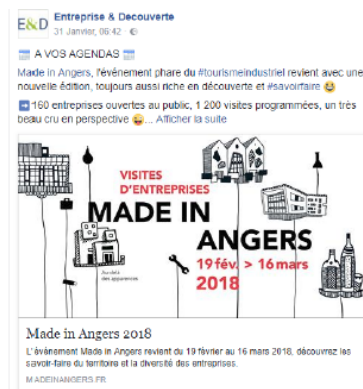 E&D
Entreprise & Decouverte
31 Janvier, 06:42
A VOS AGENDAS
Made in Angers, l'événement phare du #tourismeindustriel revient avec une
nouvelle édition, toujours aussi riche en découverte et #savoirfaire
160 entreprises ouvertes au public, 1 200 visites programmées, un très
beau cru en perspective ... Afficher la suite
VISITES
D'ENTREPRISES
MADE IN
ANGERS
19 fév. > 16 mars
2018
Au-delà
des apparences
Made in Angers 2018
L'événement Made in Angers revient du 19 février au 16 mars 2018, découvrez les
savoir-faire du territoire et la diversité des entreprises.
MADEINANGERS.FR